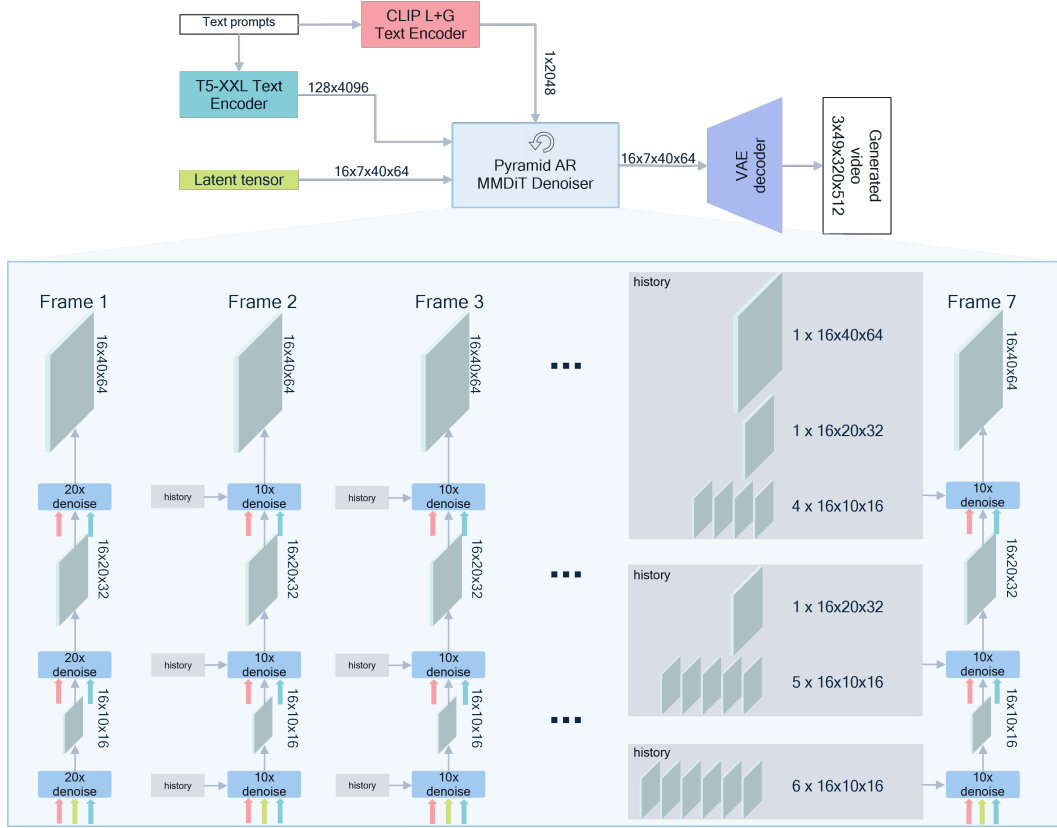 Text prompts
CLIP L+G
Text Encoder
T5-XXL Text
Encoder
128x4096
1x2048
Latent tensor
16x7x40x64
Pyramid AR
MMDiT Denoiser
16x7x40x64
VAE
decoder
Generated
video
3x49x320x512
Frame 1
16x40x64
20x
denoise
16x20x32
20x
denoise
16x10x16
20x
denoise
Frame 2
16x40x64
history
10x
denoise
16x20x32
history
10x
denoise
16x10x16
history
10x
denoise
Frame 3
16x40x64
history
10x
denoise
16x20x32
history
10x
denoise
16x10x16
history
10x
denoise
...
...
...
history
1 x 16x40x64
1 x 16x20x32
4 x 16x10x16
history
1 x 16x20x32
5 x 16x10x16
history
6 x 16x10x16
Frame 7
16x40x64
10x
denoise
16x20x32
10x
denoise
16x10x16
10x
denoise